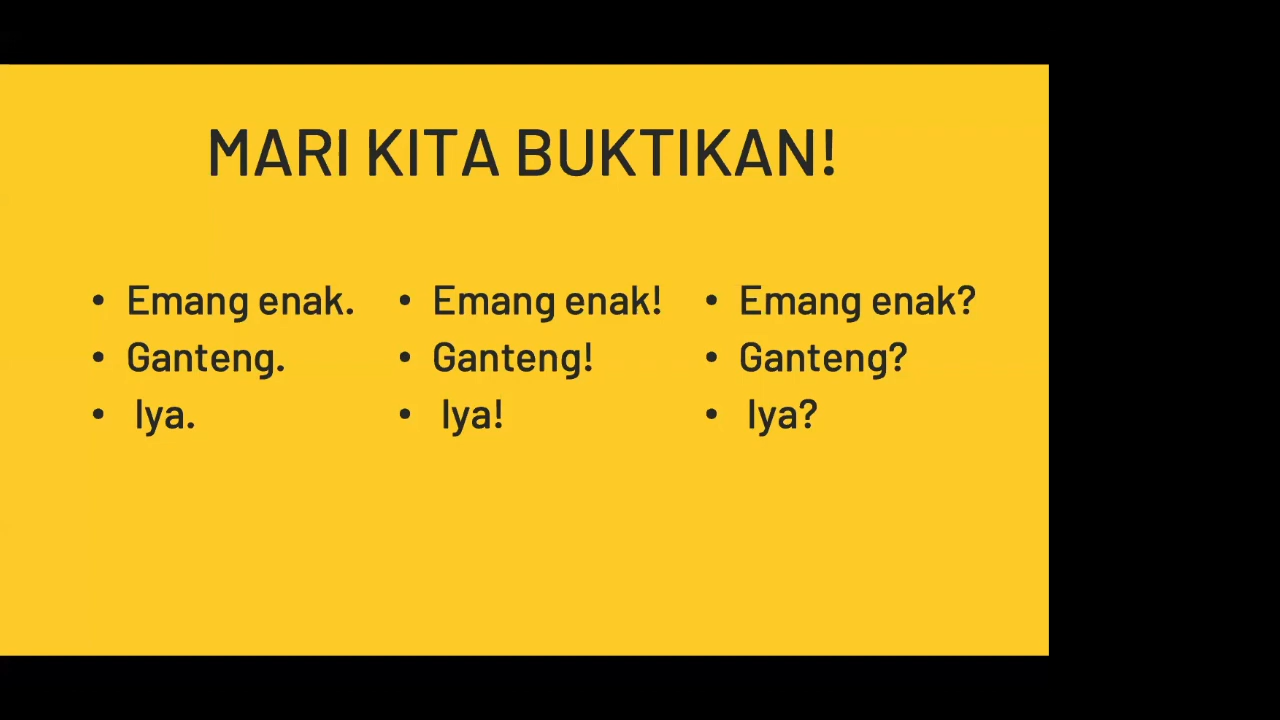 MARI KITA BUKTIKAN!
• Emang enak.
• Ganteng.
• Iya.
• Emang enak!
• Ganteng!
• Iya!
• Emang enak?
• Ganteng?
• Iya?